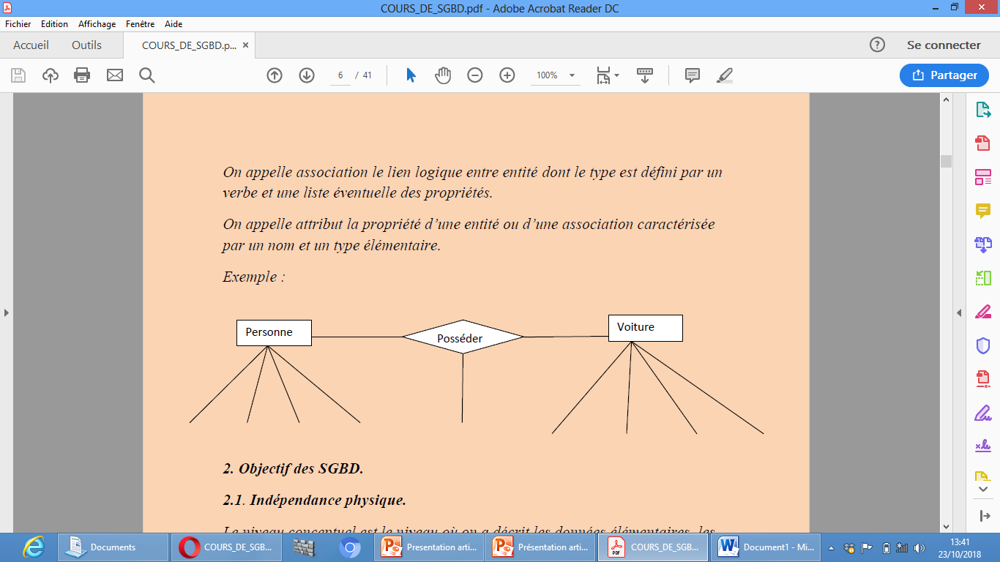 COURS_DE_SGBD.pdf - Adobe Acrobat Reader DC
Fichier Edition Affichage Fenêtre Aide
Accueil Outils COURS_DE_SGBD.p... × ? Se connecter
6 / 41 100% Partager
On appelle association le lien logique entre entité dont le type est défini par un
verbe et une liste éventuelle des propriétés.
On appelle attribut la propriété d’une entité ou d’une association caractérisée
par un nom et un type élémentaire.
Exemple :
Personne Posséder Voiture
2. Objectif des SGBD.
2.1. Indépendance physique.
Le niveau conceptuel est le niveau où on a décrit les données élémentaires, les
Documents COURS_DE_SGB... Presentation arti... Présentation arti... COURS_DE_SGB... Document1 - Mi... 13:41
23/10/2018